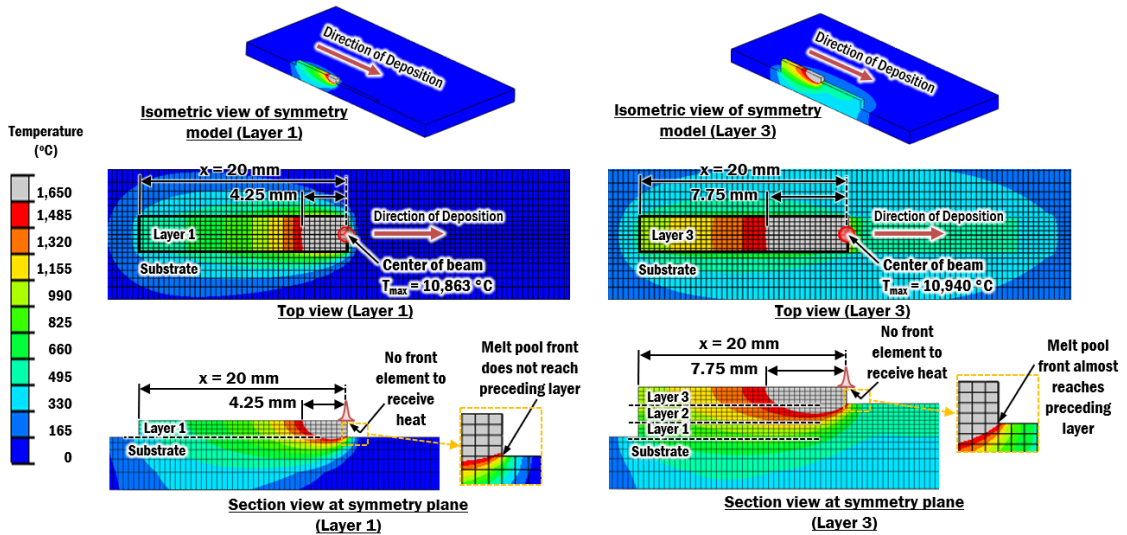 Direction of Deposition
Isometric view of symmetry
model (Layer 1)
Direction of Deposition
Isometric view of symmetry
model (Layer 3)
Temperature
(°C)
1,650
1,485
1,320
1,155
990
825
660
495
330
165
0
x = 20 mm
4.25 mm
Direction of Deposition
Layer 1
Substrate
Center of beam
Tmax = 10,863 °C
Top view (Layer 1)
x = 20 mm
7.75 mm
Direction of Deposition
Layer 3
Substrate
Center of beam
Tmax = 10,940 °C
Top view (Layer 3)
x = 20 mm
4.25 mm
No front
element to
receive
heat
Melt pool front
does not reach
preceding layer
Layer 1
Substrate
Section view at symmetry plane
(Layer 1)
x = 20 mm
7.75 mm
No front
element to
receive heat
Melt pool
front almost
reaches
preceding
layer
Layer 3
Layer 2
Layer 1
Substrate
Section view at symmetry plane
(Layer 3)